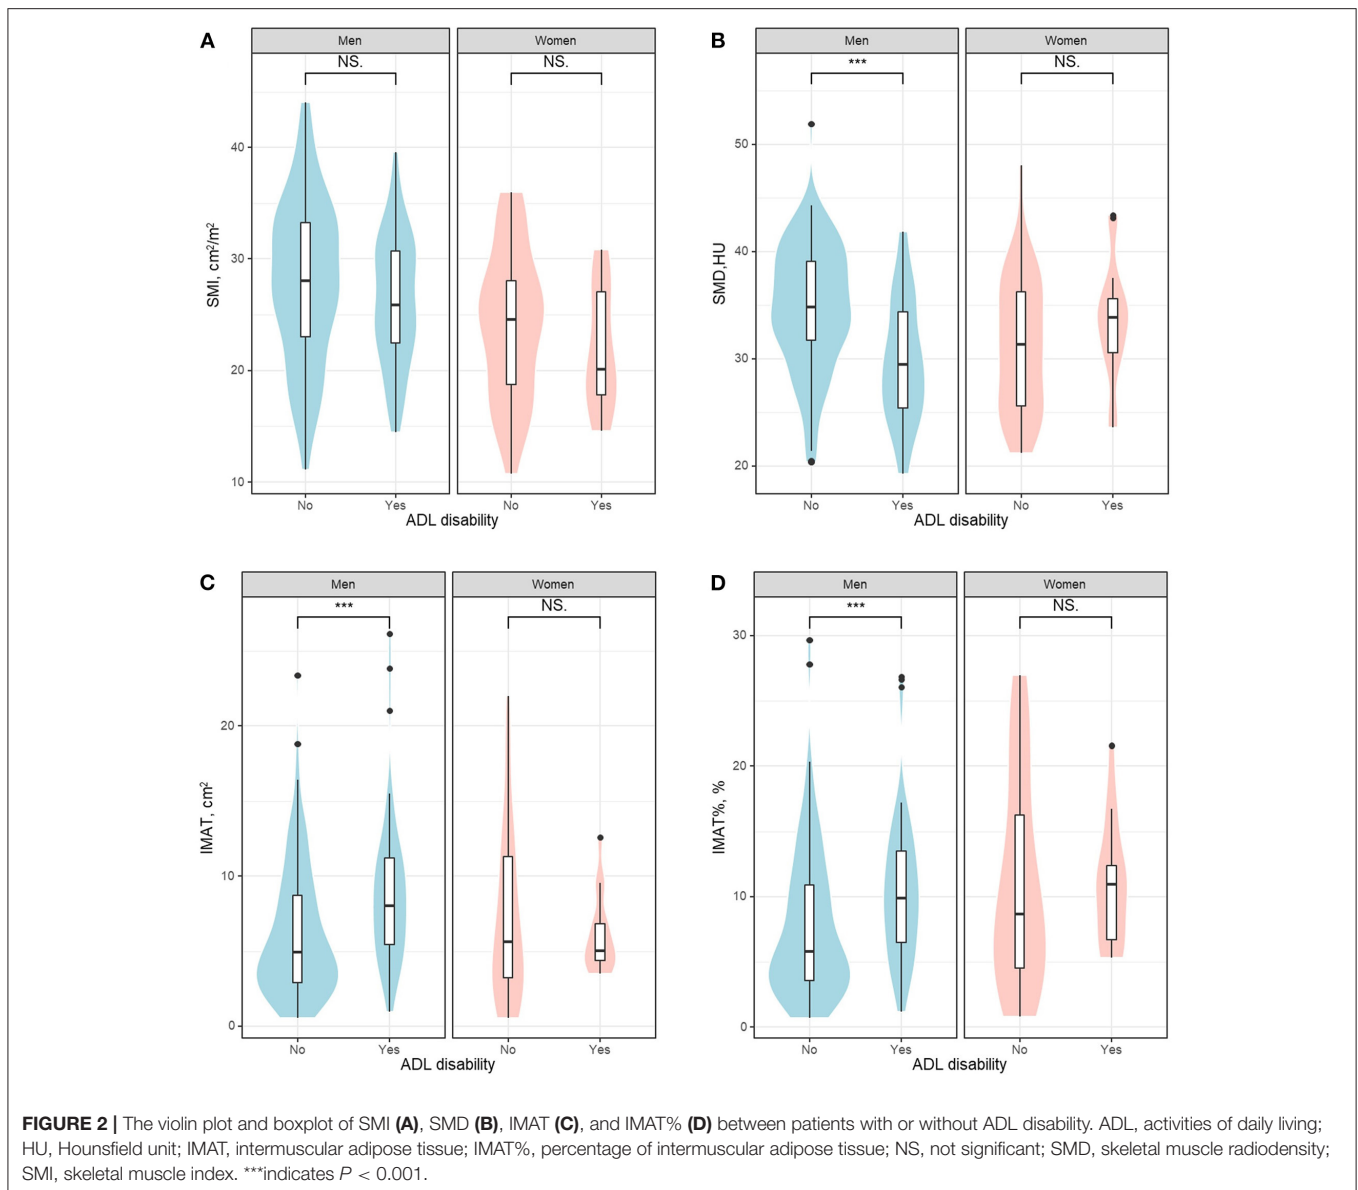 A
Men
Women
NS.
NS.
SMI, cm²/m²
40
30
20
10
No
Yes
No
Yes
ADL disability
B
Men
Women
***
NS.
SMD,HU
50
40
30
20
No
Yes
No
Yes
ADL disability
C
Men
Women
***
NS.
IMAT, cm²
20
10
0
No
Yes
No
Yes
ADL disability
D
Men
Women
***
NS.
IMAT%, %
30
20
10
0
No
Yes
No
Yes
ADL disability
FIGURE 2 | The violin plot and boxplot of SMI (A), SMD (B), IMAT (C), and IMAT% (D) between patients with or without ADL disability. ADL, activities of daily living;
HU, Hounsfield unit; IMAT, intermuscular adipose tissue; IMAT%, percentage of intermuscular adipose tissue; NS, not significant; SMD, skeletal muscle radiodensity;
SMI, skeletal muscle index. ***indicates P < 0.001.